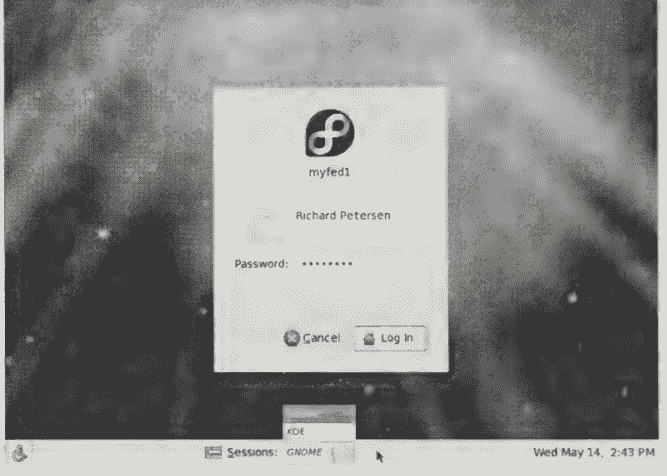 myfed1
Richard Petersen
Password: ••••••••
Cancel Log In
KDE
Sessions: GNOME Wed May 14, 2:43 PM